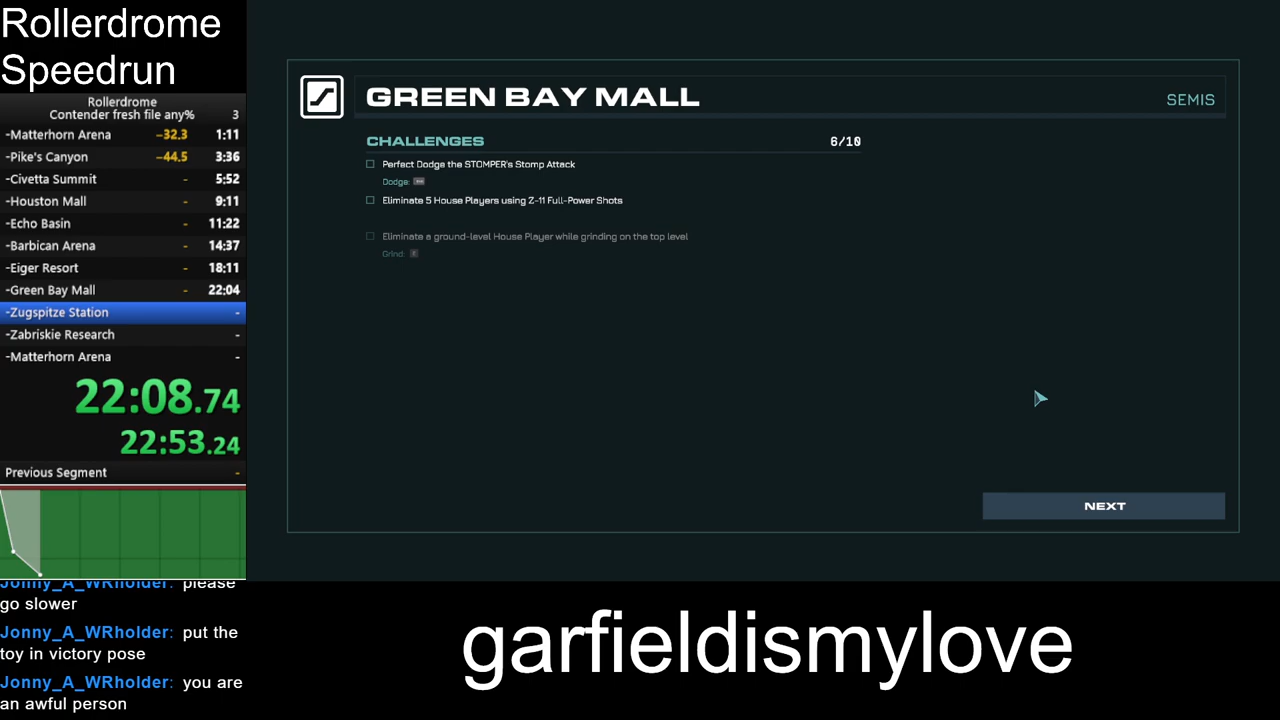 Rollerdrome
Speedrun
Rollerdrome
Contender fresh file any% 3
-Matterhorn Arena -32.3 1:11
-Pike's Canyon -44.5 3:36
-Civetta Summit - 5:52
-Houston Mall - 9:11
-Echo Basin - 11:22
-Barbican Arena - 14:37
-Eiger Resort - 18:11
-Green Bay Mall - 22:04
-Zugspitze Station -
-Zabriskie Research -
-Matterhorn Arena -
22:08.74
22:53.24
Previous Segment -
Jonny_A_WRholder: please
go slower
Jonny_A_WRholder: put the
toy in victory pose
Jonny_A_WRholder: you are
an awful person
GREEN BAY MALL
SEMIS
CHALLENGES 6/10
Perfect Dodge the STOMPER's Stomp Attack
Dodge:
Eliminate 5 House Players using Z-11 Full-Power Shots
Eliminate a ground-level House Player while grinding on the top level
Grind: E
NEXT
garfieldismylove